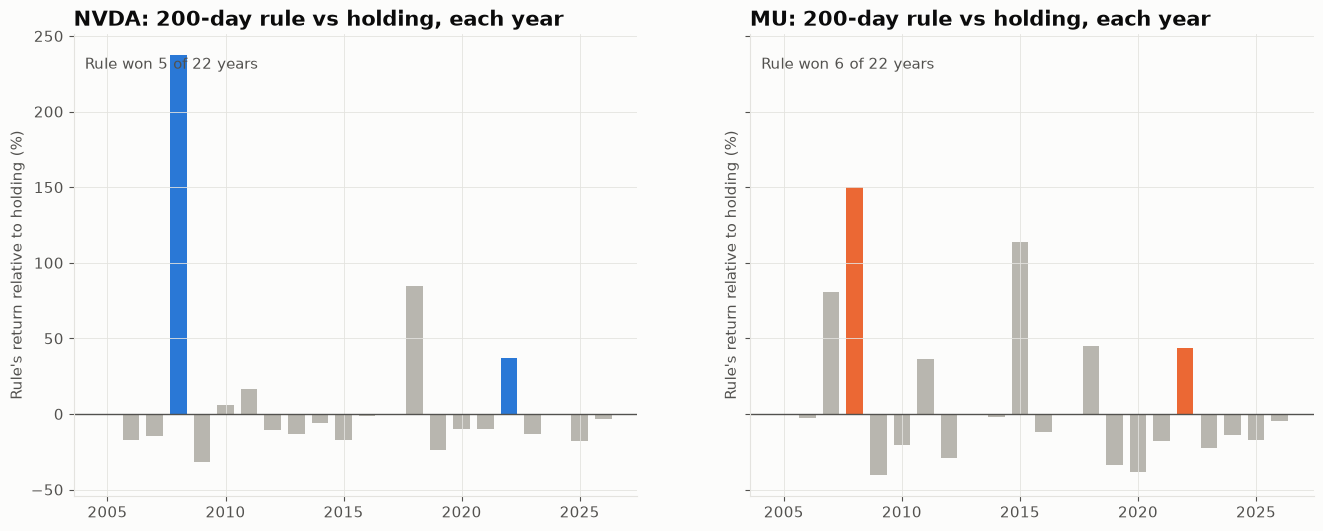 NVDA: 200-day rule vs holding, each year
Rule won 5 of 22 years
Rule's return relative to holding (%)
250
200
150
100
50
0
−50
2005
2010
2015
2020
2025
MU: 200-day rule vs holding, each year
Rule won 6 of 22 years
Rule's return relative to holding (%)
2005
2010
2015
2020
2025